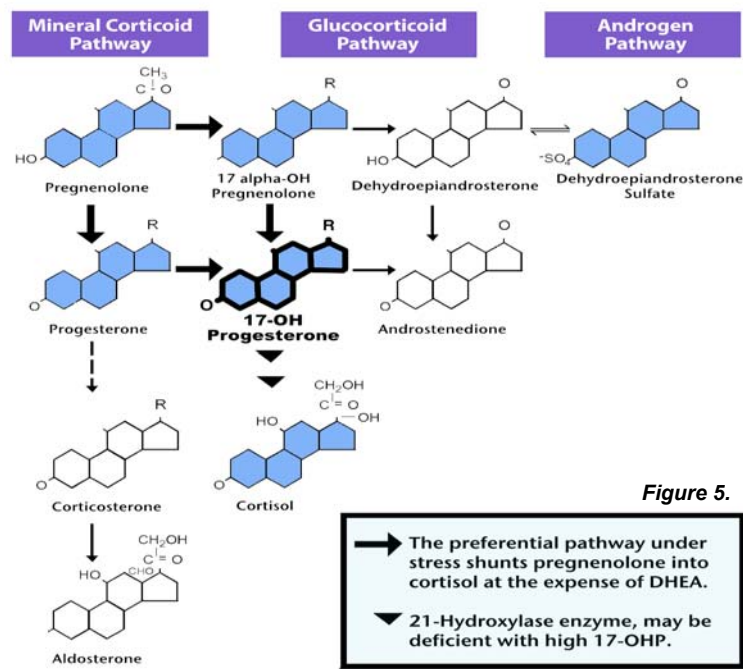 Mineral Corticoid
Pathway
Glucocorticoid
Pathway
Androgen
Pathway
CH₃
C - O
HO
Pregnenolone
R
17 alpha-OH
Pregnenolone
O
HO
Dehydroepiandrosterone
O
⁻SO₄
Dehydroepiandrosterone
Sulfate
O
Progesterone
R
R
O
17-OH
Progesterone
O
O
Androstenedione
R
O
Corticosterone
CH₂OH
C = O
HO
OH
O
Cortisol
CH₂OH
C = O
CHO
HO
Aldosterone
Figure 5.
The preferential pathway under
stress shunts pregnenolone into
cortisol at the expense of DHEA.
21-Hydroxylase enzyme, may be
deficient with high 17-OHP.